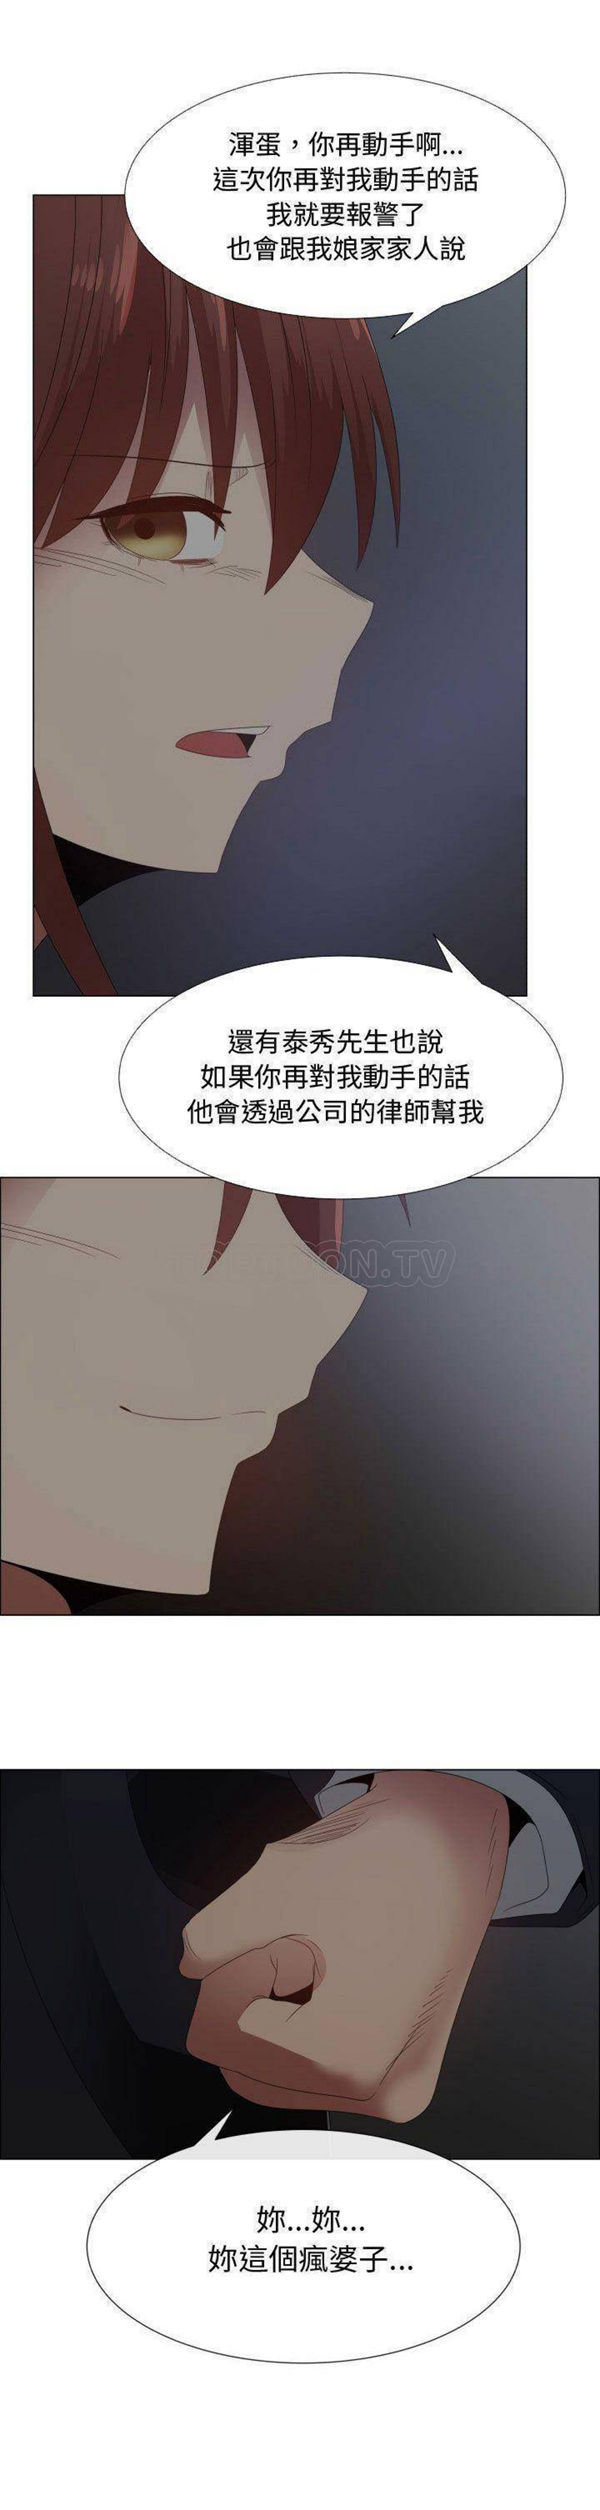 渾蛋，你再動手啊...
這次你再對我動手的話
我就要報警了
也會跟我娘家家人說
還有泰秀先生也說
如果你再對我動手的話
他會透過公司的律師幫我
妳...妳...
妳這個瘋婆子...